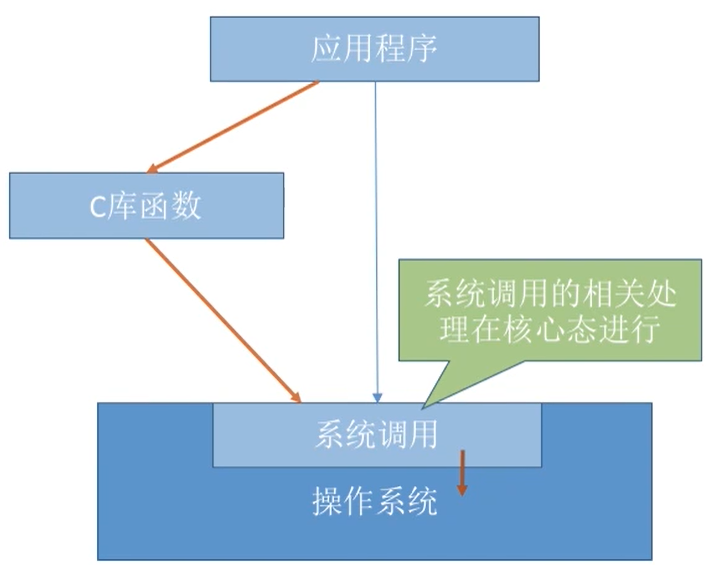 应用程序
C库函数
系统调用的相关处
理在核心态进行
系统调用
操作系统